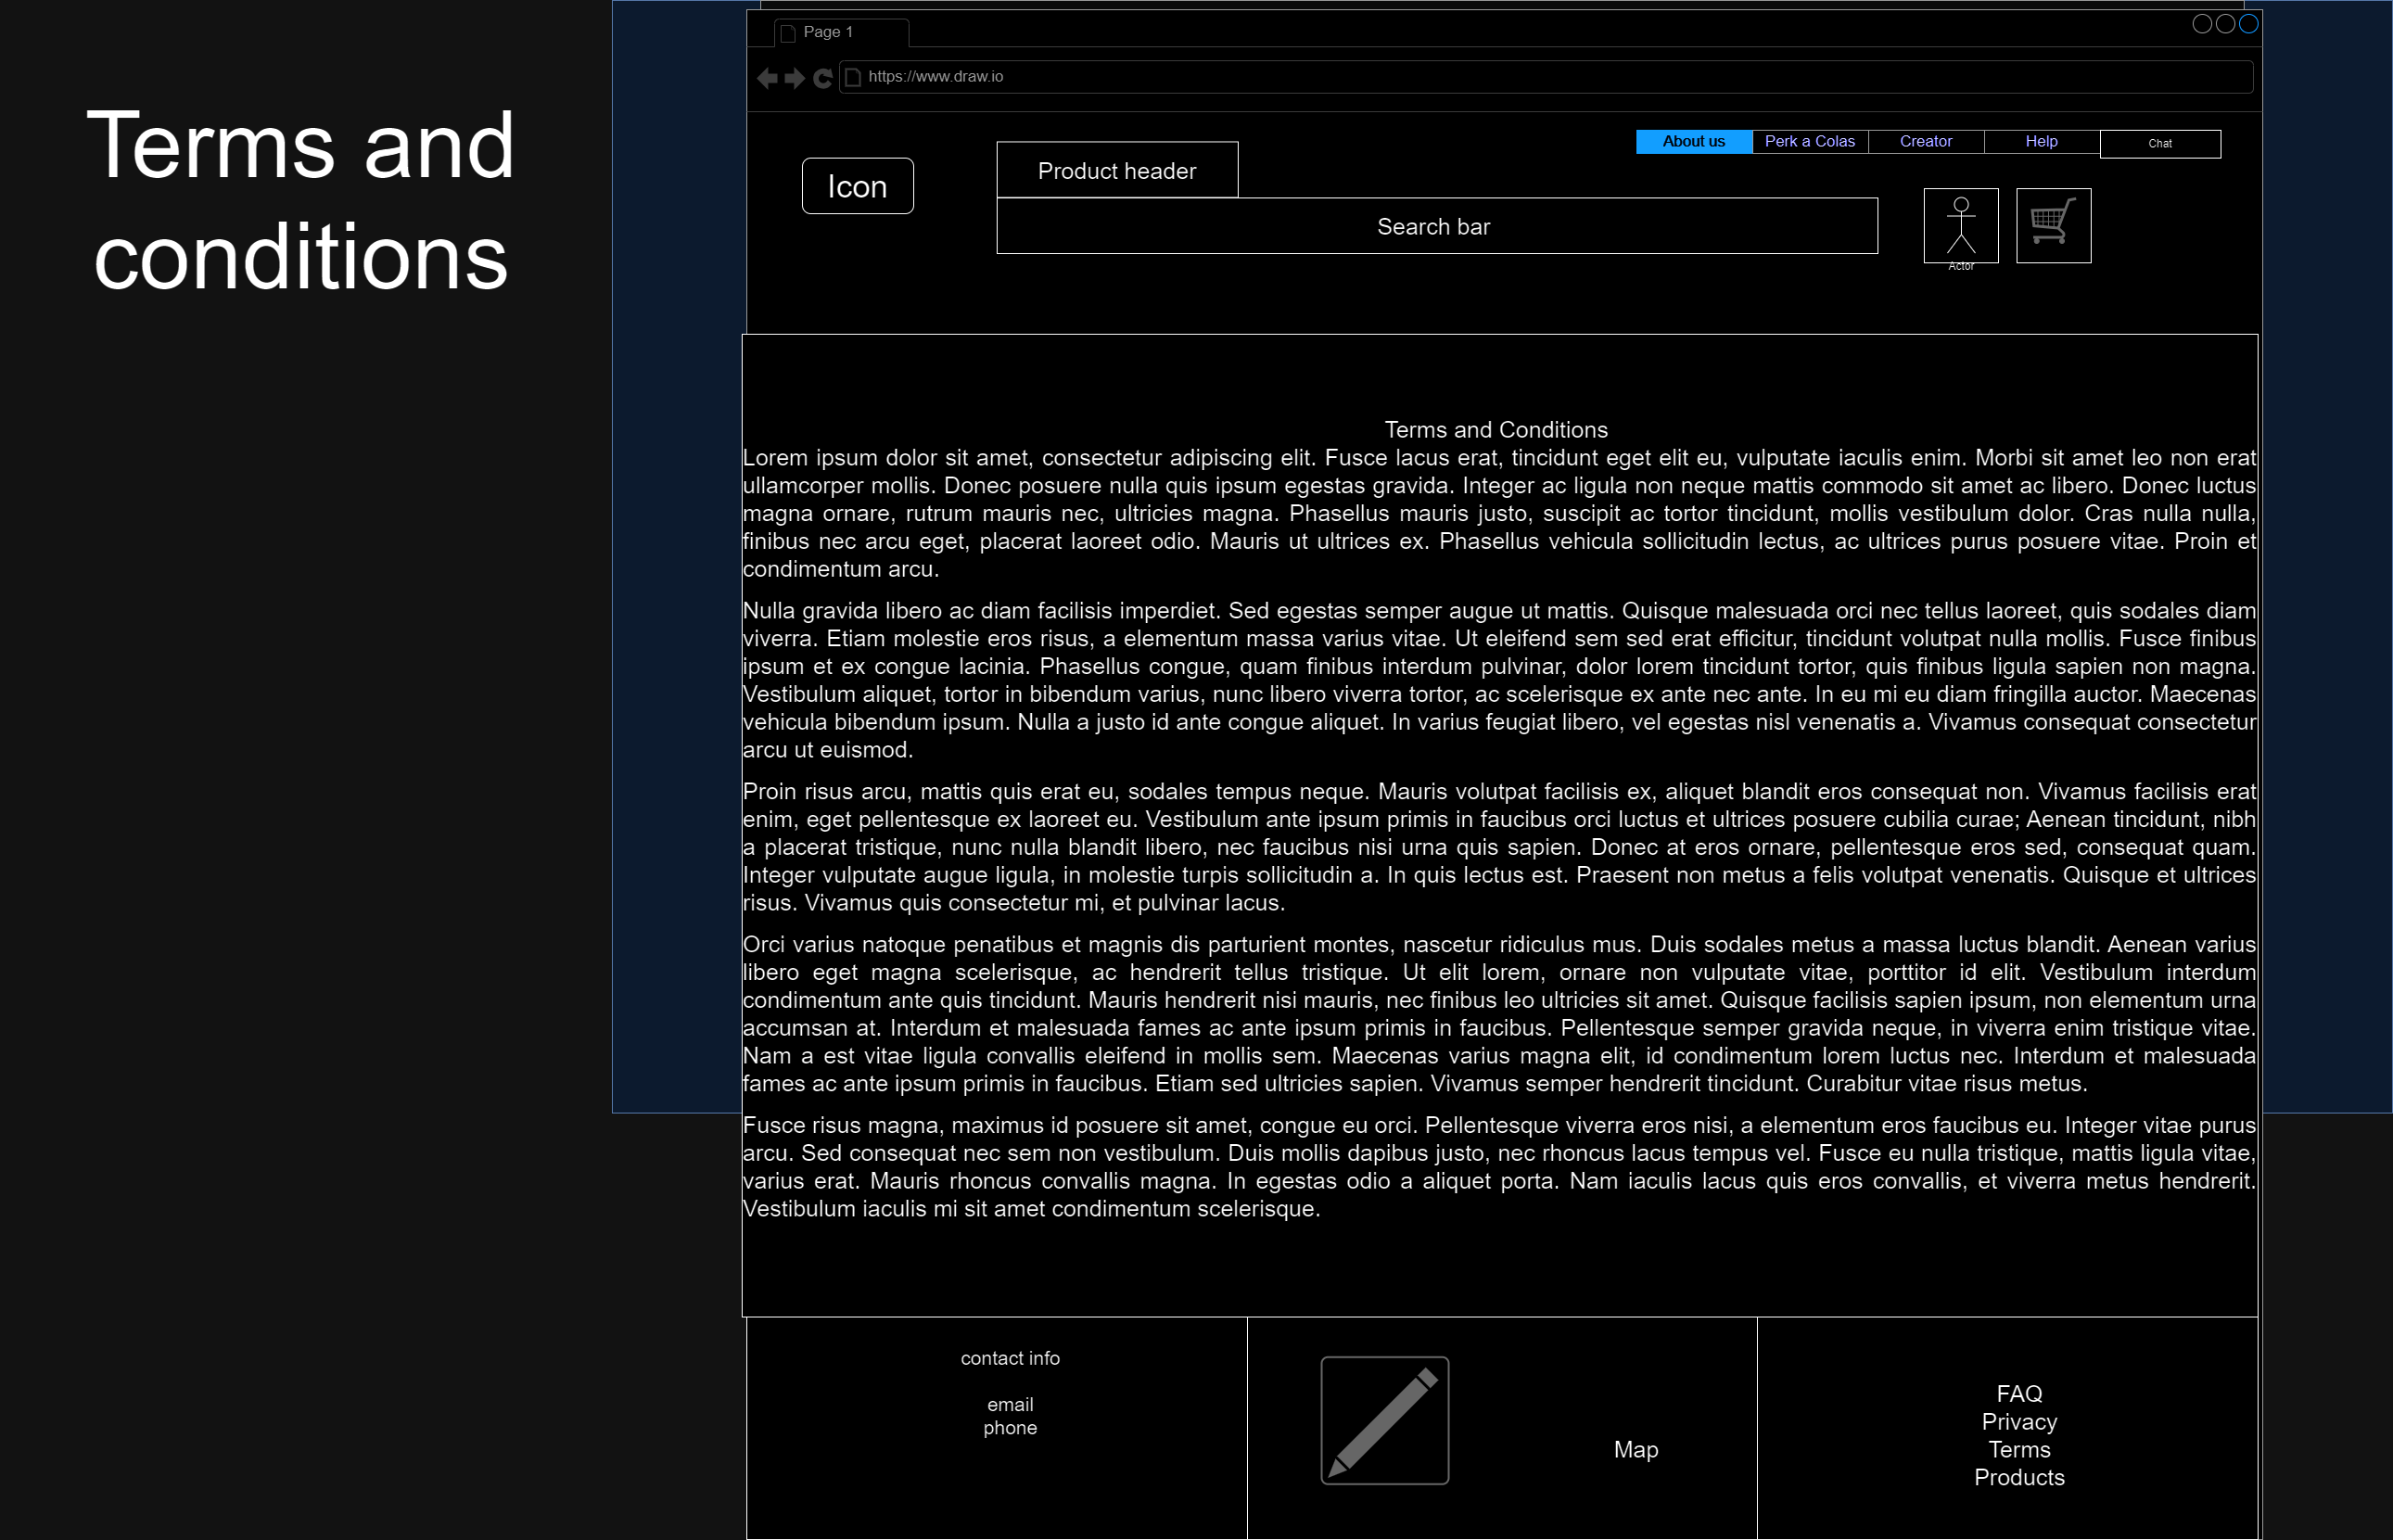 Terms and
conditions
Page 1
https://www.draw.io
About us
Perk a Colas
Creator
Help
Chat
Icon
Product header
Search bar
Actor
Terms and Conditions
Lorem ipsum dolor sit amet, consectetur adipiscing elit. Fusce lacus erat, tincidunt eget elit eu, vulputate iaculis enim. Morbi sit amet leo non erat
ullamcorper mollis. Donec posuere nulla quis ipsum egestas gravida. Integer ac ligula non neque mattis commodo sit amet ac libero. Donec luctus
magna ornare, rutrum mauris nec, ultricies magna. Phasellus mauris justo, suscipit ac tortor tincidunt, mollis vestibulum dolor. Cras nulla nulla,
finibus nec arcu eget, placerat laoreet odio. Mauris ut ultrices ex. Phasellus vehicula sollicitudin lectus, ac ultrices purus posuere vitae. Proin et
condimentum arcu.
Nulla gravida libero ac diam facilisis imperdiet. Sed egestas semper augue ut mattis. Quisque malesuada orci nec tellus laoreet, quis sodales diam
viverra. Etiam molestie eros risus, a elementum massa varius vitae. Ut eleifend sem sed erat efficitur, tincidunt volutpat nulla mollis. Fusce finibus
ipsum et ex congue lacinia. Phasellus congue, quam finibus interdum pulvinar, dolor lorem tincidunt tortor, quis finibus ligula sapien non magna.
Vestibulum aliquet, tortor in bibendum varius, nunc libero viverra tortor, ac scelerisque ex ante nec ante. In eu mi eu diam fringilla auctor. Maecenas
vehicula bibendum ipsum. Nulla a justo id ante congue aliquet. In varius feugiat libero, vel egestas nisl venenatis a. Vivamus consequat consectetur
arcu ut euismod.
Proin risus arcu, mattis quis erat eu, sodales tempus neque. Mauris volutpat facilisis ex, aliquet blandit eros consequat non. Vivamus facilisis erat
enim, eget pellentesque ex laoreet eu. Vestibulum ante ipsum primis in faucibus orci luctus et ultrices posuere cubilia curae; Aenean tincidunt, nibh
a placerat tristique, nunc nulla blandit libero, nec faucibus nisi urna quis sapien. Donec at eros ornare, pellentesque eros sed, consequat quam.
Integer vulputate augue ligula, in molestie turpis sollicitudin a. In quis lectus est. Praesent non metus a felis volutpat venenatis. Quisque et ultrices
risus. Vivamus quis consectetur mi, et pulvinar lacus.
Orci varius natoque penatibus et magnis dis parturient montes, nascetur ridiculus mus. Duis sodales metus a massa luctus blandit. Aenean varius
libero eget magna scelerisque, ac hendrerit tellus tristique. Ut elit lorem, ornare non vulputate vitae, porttitor id elit. Vestibulum interdum
condimentum ante quis tincidunt. Mauris hendrerit nisi mauris, nec finibus leo ultricies sit amet. Quisque facilisis sapien ipsum, non elementum urna
accumsan at. Interdum et malesuada fames ac ante ipsum primis in faucibus. Pellentesque semper gravida neque, in viverra enim tristique vitae.
Nam a est vitae ligula convallis eleifend in mollis sem. Maecenas varius magna elit, id condimentum lorem luctus nec. Interdum et malesuada
fames ac ante ipsum primis in faucibus. Etiam sed ultricies sapien. Vivamus semper hendrerit tincidunt. Curabitur vitae risus metus.
Fusce risus magna, maximus id posuere sit amet, congue eu orci. Pellentesque viverra eros nisi, a elementum eros faucibus eu. Integer vitae purus
arcu. Sed consequat nec sem non vestibulum. Duis mollis dapibus justo, nec rhoncus lacus tempus vel. Fusce eu nulla tristique, mattis ligula vitae,
varius erat. Mauris rhoncus convallis magna. In egestas odio a aliquet porta. Nam iaculis lacus quis eros convallis, et viverra metus hendrerit.
Vestibulum iaculis mi sit amet condimentum scelerisque.
contact info
email
phone
Map
FAQ
Privacy
Terms
Products